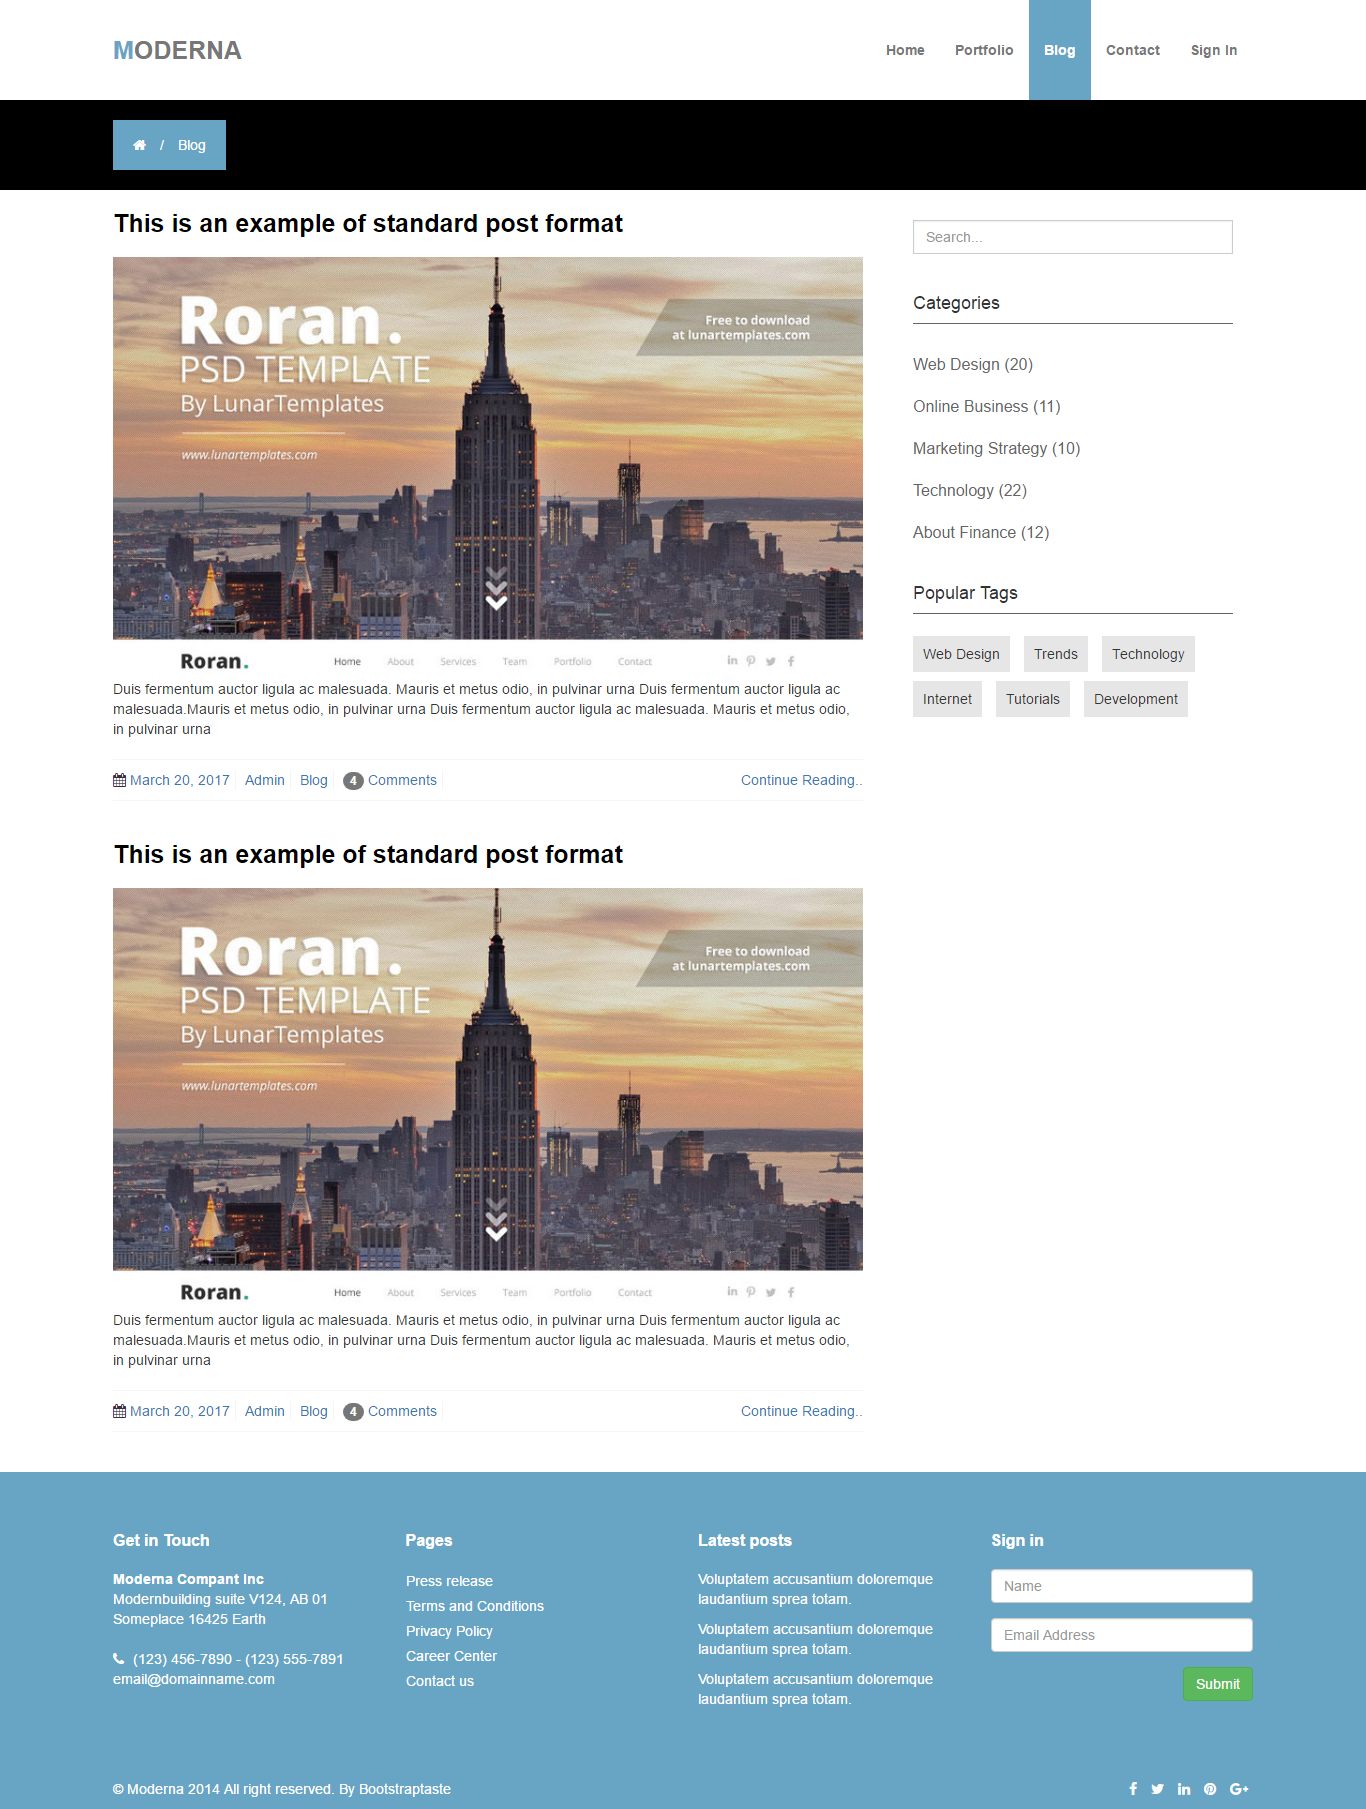 MODERNA
Home Portfolio Blog Contact Sign In
/ Blog
This is an example of standard post format
Roran.
PSD TEMPLATE
By LunarTemplates
www.lunartemplates.com
Free to download
at lunartemplates.com
Roran. Home About Services Team Portfolio Contact
Duis fermentum auctor ligula ac malesuada. Mauris et metus odio, in pulvinar urna Duis fermentum auctor ligula ac
malesuada.Mauris et metus odio, in pulvinar urna Duis fermentum auctor ligula ac malesuada. Mauris et metus odio,
in pulvinar urna
March 20, 2017 Admin Blog 4 Comments Continue Reading..
This is an example of standard post format
Roran.
PSD TEMPLATE
By LunarTemplates
www.lunartemplates.com
Free to download
at lunartemplates.com
Roran. Home About Services Team Portfolio Contact
Duis fermentum auctor ligula ac malesuada. Mauris et metus odio, in pulvinar urna Duis fermentum auctor ligula ac
malesuada.Mauris et metus odio, in pulvinar urna Duis fermentum auctor ligula ac malesuada. Mauris et metus odio,
in pulvinar urna
March 20, 2017 Admin Blog 4 Comments Continue Reading..
Search...
Categories
Web Design (20)
Online Business (11)
Marketing Strategy (10)
Technology (22)
About Finance (12)
Popular Tags
Web Design Trends Technology
Internet Tutorials Development
Get in Touch
Moderna Compant Inc
Modernbuilding suite V124, AB 01
Someplace 16425 Earth
(123) 456-7890 - (123) 555-7891
email@domainname.com
Pages
Press release
Terms and Conditions
Privacy Policy
Career Center
Contact us
Latest posts
Voluptatem accusantium doloremque
laudantium sprea totam.
Voluptatem accusantium doloremque
laudantium sprea totam.
Voluptatem accusantium doloremque
laudantium sprea totam.
Sign in
Name
Email Address
Submit
© Moderna 2014 All right reserved. By Bootstraptaste